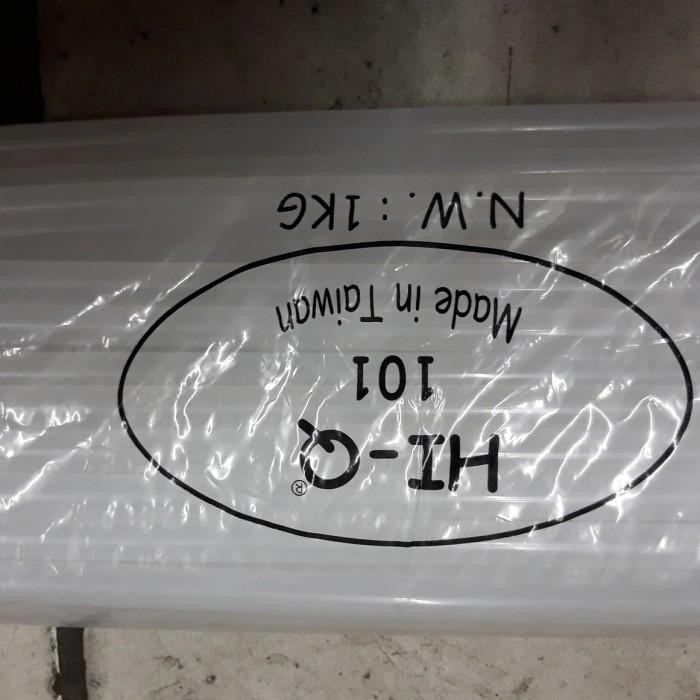 HI-Q®
101
Made in Taiwan
N.W.: 1KG